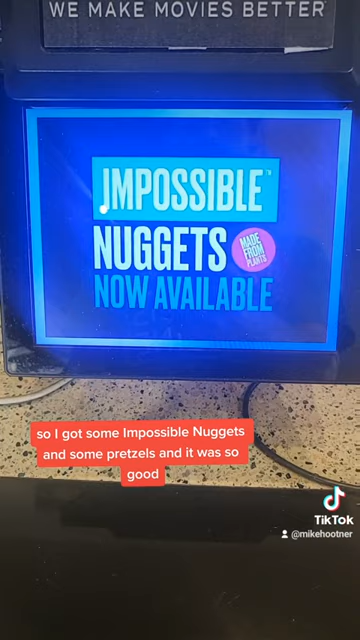 WE MAKE MOVIES BETTER™
IMPOSSIBLE™
NUGGETS
MADE
FROM
PLANTS
NOW AVAILABLE
so I got some Impossible Nuggets
and some pretzels and it was so
good
TikTok
@mikehootner